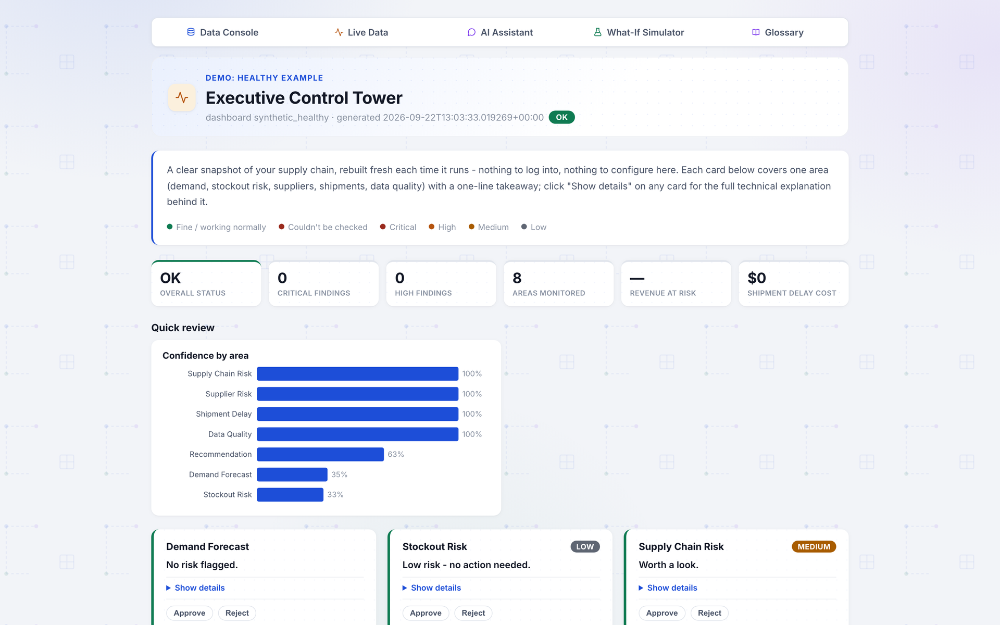 Data Console
Live Data
AI Assistant
What-If Simulator
Glossary
DEMO: HEALTHY EXAMPLE
Executive Control Tower
dashboard synthetic_healthy · generated 2026-09-22T13:03:33.019269+00:00 OK
A clear snapshot of your supply chain, rebuilt fresh each time it runs - nothing to log into, nothing to configure here. Each card below covers one area
(demand, stockout risk, suppliers, shipments, data quality) with a one-line takeaway; click "Show details" on any card for the full technical explanation
behind it.
Fine / working normally
Couldn't be checked
Critical
High
Medium
Low
OK
OVERALL STATUS
0
CRITICAL FINDINGS
0
HIGH FINDINGS
8
AREAS MONITORED
—
REVENUE AT RISK
$0
SHIPMENT DELAY COST
Quick review
Confidence by area
Supply Chain Risk 100%
Supplier Risk 100%
Shipment Delay 100%
Data Quality 100%
Recommendation 63%
Demand Forecast 35%
Stockout Risk 33%
Demand Forecast
No risk flagged.
Show details
Approve
Reject
Stockout Risk LOW
Low risk - no action needed.
Show details
Approve
Reject
Supply Chain Risk MEDIUM
Worth a look.
Show details
Approve
Reject